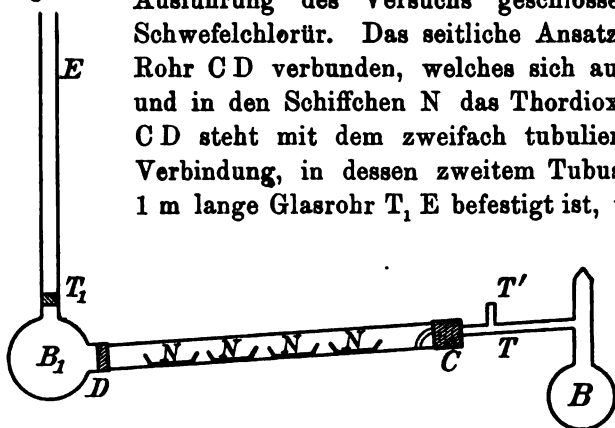 Ausführung des Versuchs geschlosse
Schwefelchlorür. Das seitliche Ansatz
Rohr C D verbunden, welches sich au
und in den Schiffchen N das Thordiox
C D steht mit dem zweifach tubulier
Verbindung, in dessen zweitem Tubus
1 m lange Glasrohr T₁ E befestigt ist,
E
T₁
T'
B₁
N N N N
D
C
T
B